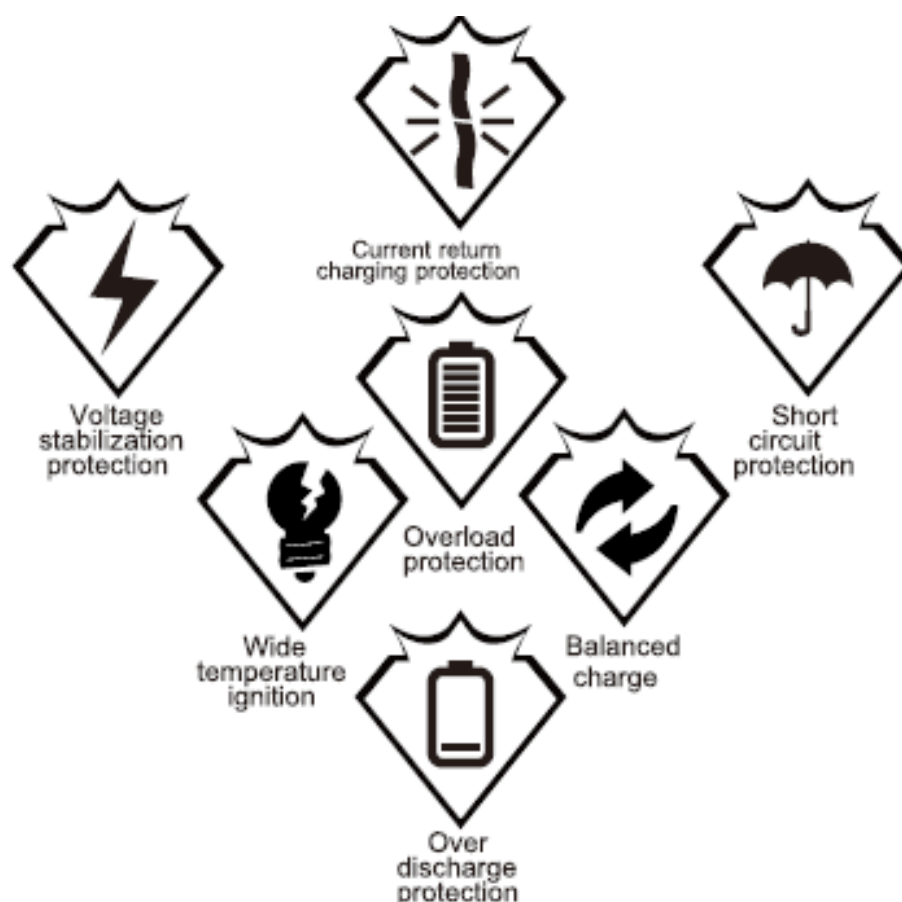 Current return
charging protection
Voltage
stabilization
protection
Short
circuit
protection
Overload
protection
Wide
temperature
ignition
Balanced
charge
Over
discharge
protection